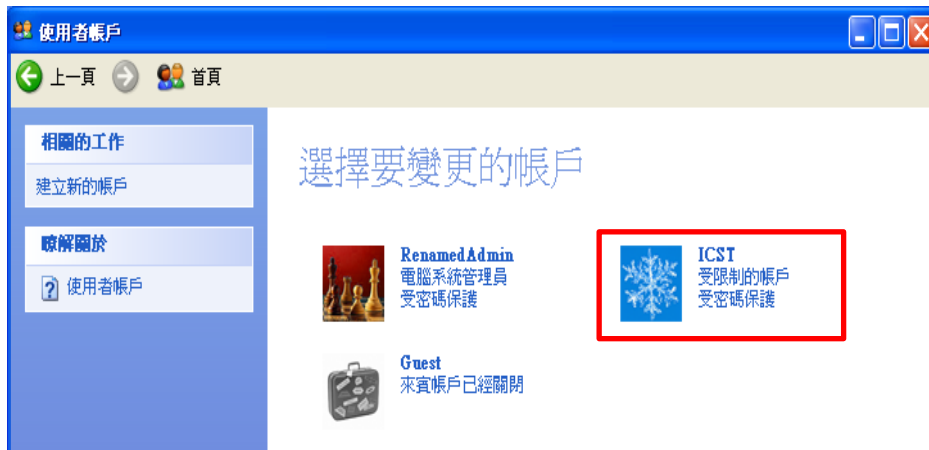 使用者帳戶
上一頁 首頁
相關的工作
建立新的帳戶
瞭解關於
使用者帳戶
選擇要變更的帳戶
RenamedAdmin
電腦系統管理員
受密碼保護
ICST
受限制的帳戶
受密碼保護
Guest
來賓帳戶已經關閉